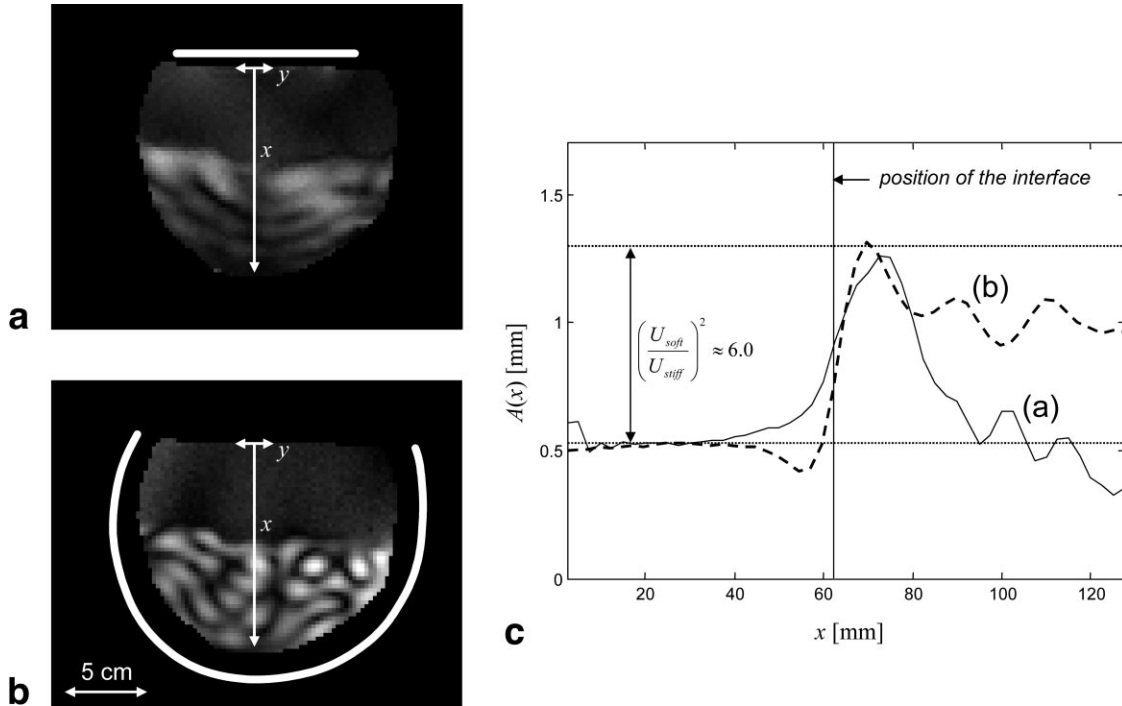 a
y
x
b
y
x
5 cm
c
A(x) [mm]
1.5
1
0.5
0
20
40
60
80
100
120
x [mm]
position of the interface
(U_soft / U_stiff)² ≈ 6.0
(b)
(a)